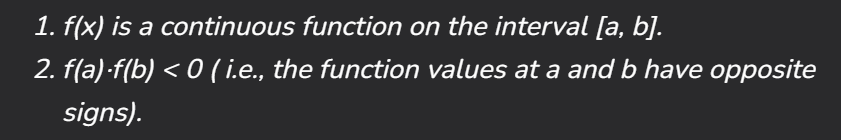 1. f(x) is a continuous function on the interval [a, b].
2. f(a)⋅f(b) < 0 ( i.e., the function values at a and b have opposite
signs).